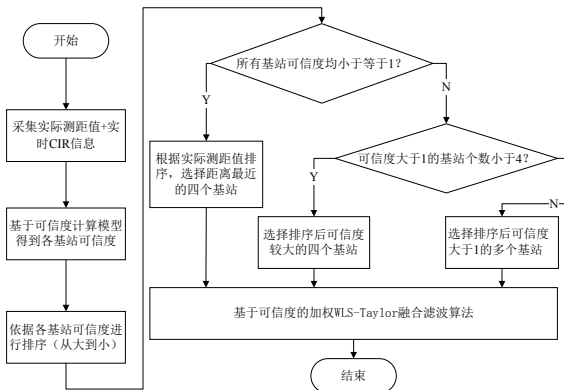 开始
采集实际测距值+实
时CIR信息
基于可信度计算模型
得到各基站可信度
依据各基站可信度进
行排序（从大到小）
所有基站可信度均小于等于1?
Y
N
根据实际测距值排
序，选择距离最近
的四个基站
可信度大于1的基站个数小于4?
Y
N
选择排序后可信度
较大的四个基站
选择排序后可信度
大于1的多个基站
基于可信度的加权WLS-Taylor融合滤波算法
结束